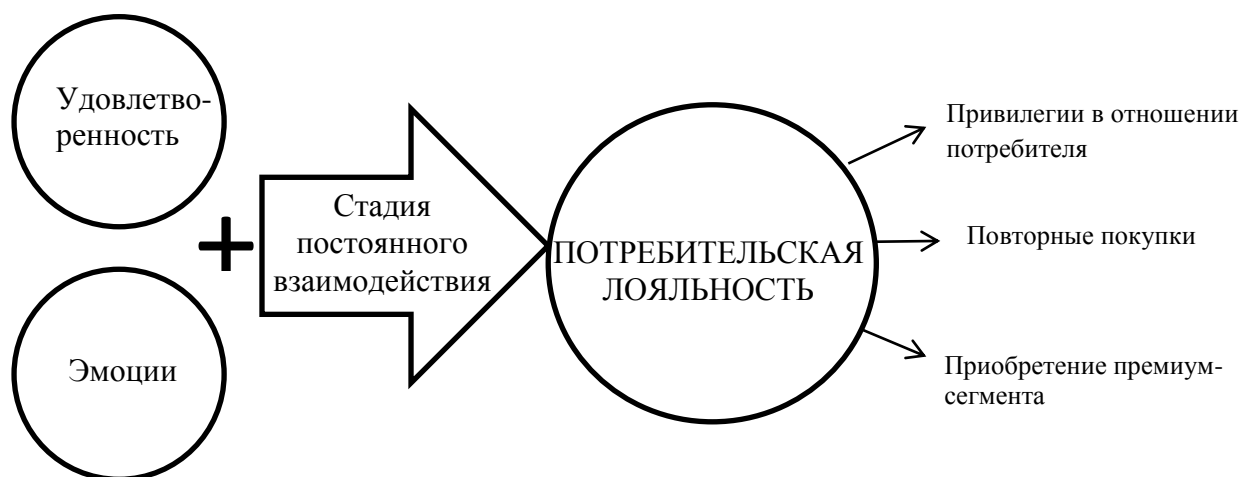 Удовлетво-
ренность
Эмоции
+
Стадия
постоянного
взаимодействия
ПОТРЕБИТЕЛЬСКАЯ
ЛОЯЛЬНОСТЬ
Привилегии в отношении
потребителя
Повторные покупки
Приобретение премиум-
сегмента